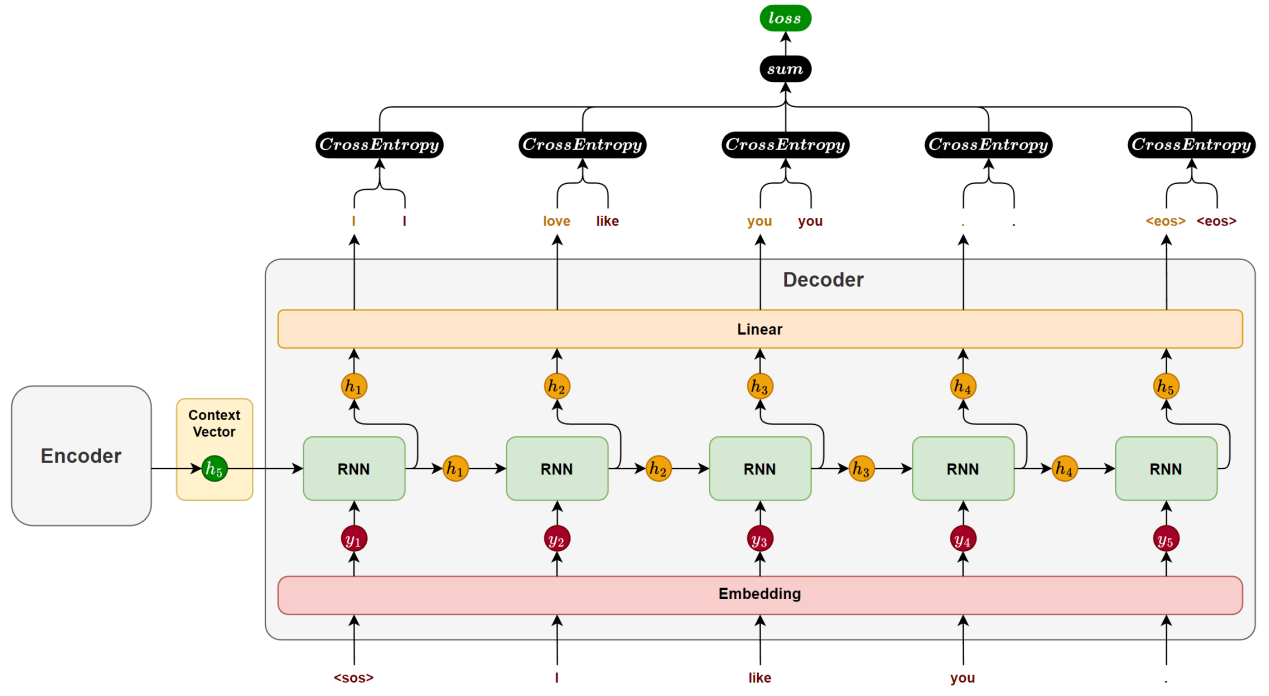 loss
sum
CrossEntropy CrossEntropy CrossEntropy CrossEntropy CrossEntropy
I I love like you you . . <eos> <eos>
Decoder
Linear
h₁ h₂ h₃ h₄ h₅
Context
Vector
Encoder
h₅ RNN h₁ RNN h₂ RNN h₃ RNN h₄ RNN
y₁ y₂ y₃ y₄ y₅
Embedding
<sos> I like you .